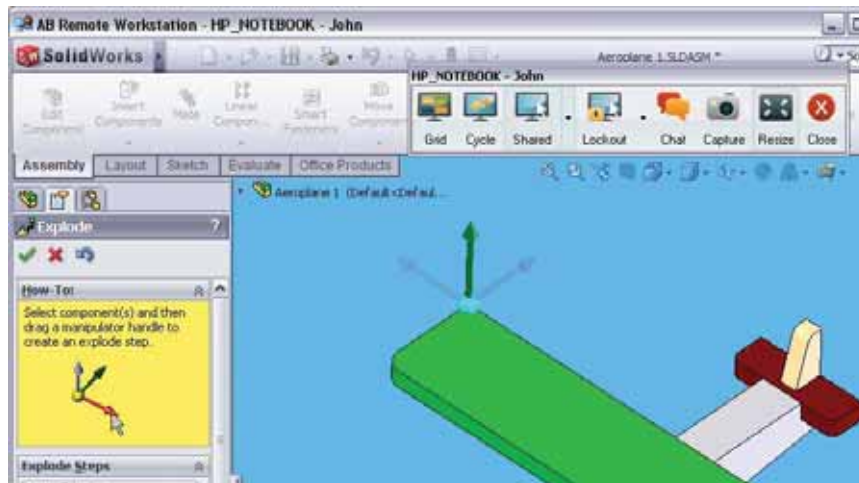 AB Remote Workstation - HP_NOTEBOOK - John
SolidWorks
Aeroplane 1.SLDASM *
HP_NOTEBOOK - John
Edit Component
Insert Components
Mate
Linear Compon...
Smart Fasteners
Move Component
Grid Cycle Shared Lockout Chat Capture Resize Close
Assembly Layout Sketch Evaluate Office Products
Aeroplane 1 (Default<Defaul...
Explode ?
How-To:
Select component(s) and then
drag a manipulator handle to
create an explode step.
Explode Steps